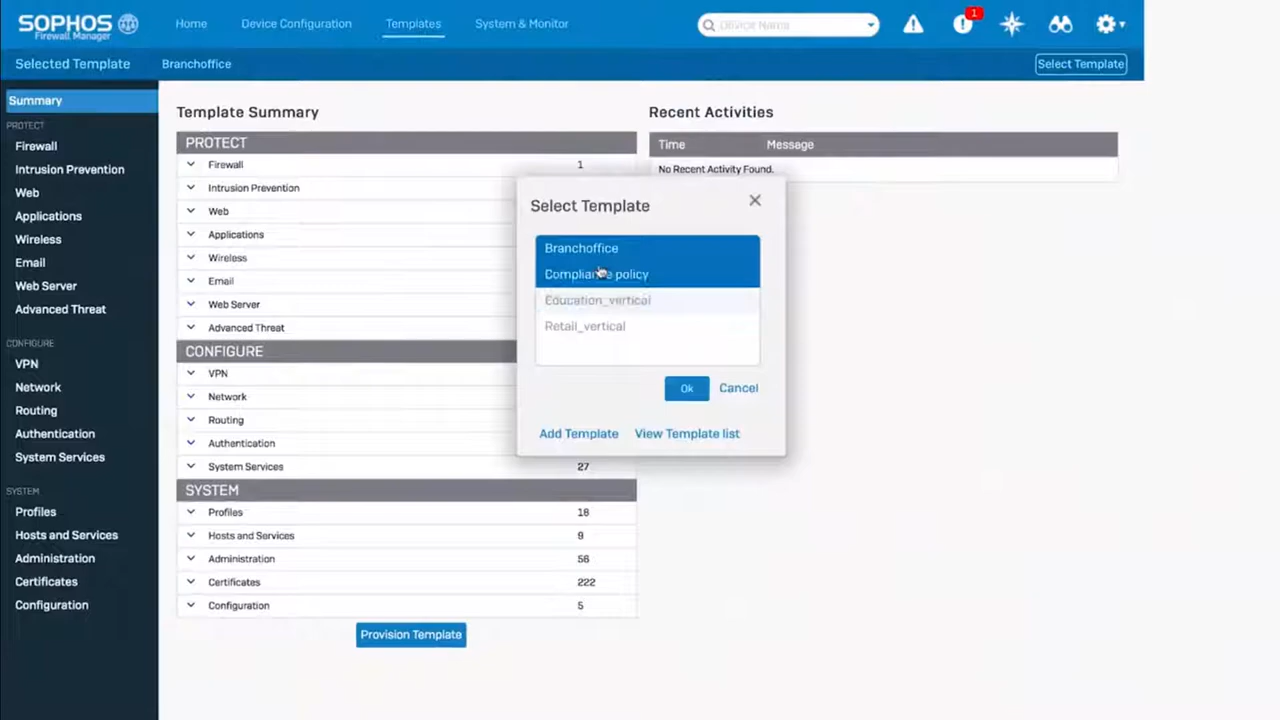 SOPHOS
Firewall Manager
Home
Device Configuration
Templates
System & Monitor
Device Name
1
Selected Template
Branchoffice
Select Template
Summary
PROTECT
Firewall
Intrusion Prevention
Web
Applications
Wireless
Email
Web Server
Advanced Threat
CONFIGURE
VPN
Network
Routing
Authentication
System Services
SYSTEM
Profiles
Hosts and Services
Administration
Certificates
Configuration
Template Summary
PROTECT
Firewall 1
Intrusion Prevention
Web
Applications
Wireless
Email
Web Server
Advanced Threat
CONFIGURE
VPN
Network
Routing
Authentication
System Services 27
SYSTEM
Profiles 18
Hosts and Services 9
Administration 56
Certificates 222
Configuration 5
Provision Template
Recent Activities
Time Message
No Recent Activity Found.
Select Template
Branchoffice
Compliance policy
Education_vertical
Retail_vertical
Ok
Cancel
Add Template
View Template list